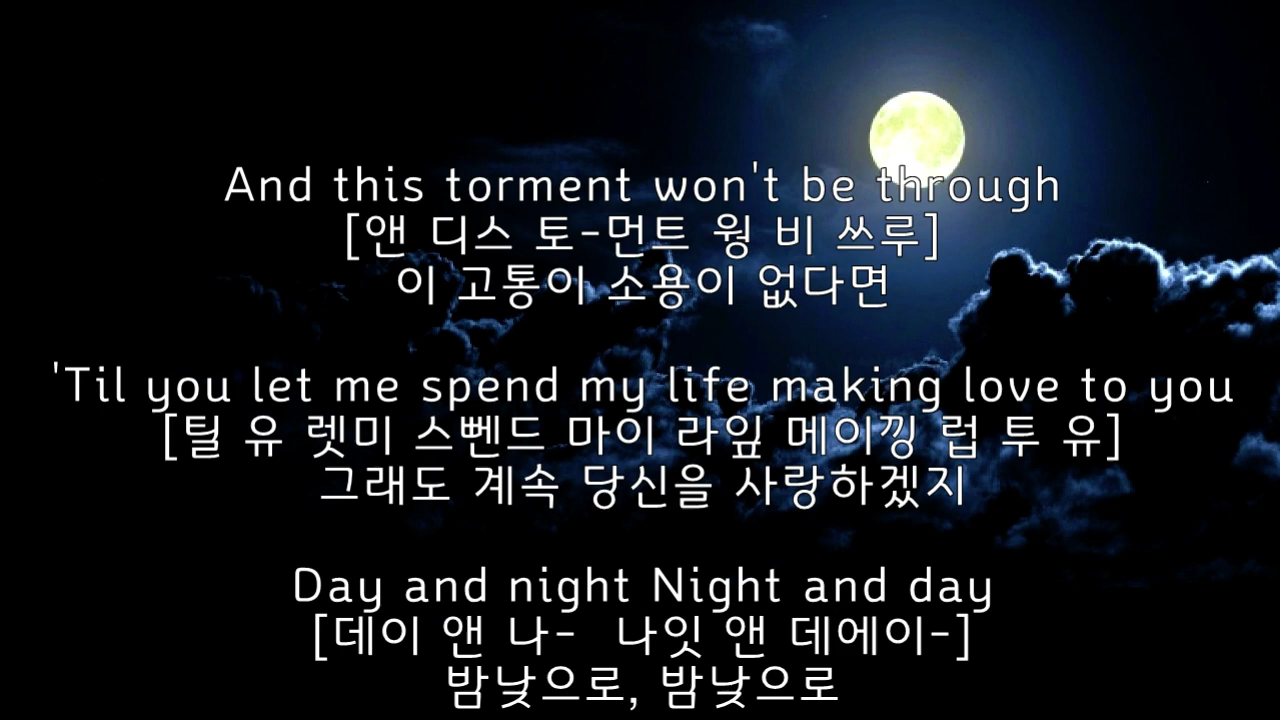 And this torment won't be through
[앤 디스 토-먼트 웡 비 쓰루]
이 고통이 소용이 없다면
'Til you let me spend my life making love to you
[틸 유 렛미 스뻰드 마이 라잎 메이낑 럽 투 유]
그래도 계속 당신을 사랑하겠지
Day and night Night and day
[데이 앤 나-  나잇 앤 데에이-]
밤낮으로, 밤낮으로